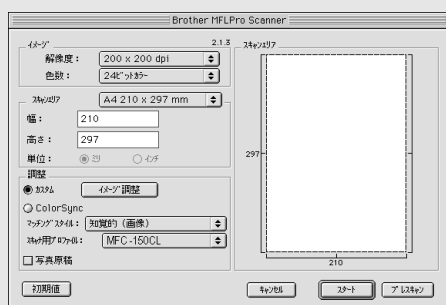 Brother MFLPro Scanner
2.1.3
ｲﾒｰｼﾞ
解像度： 200 x 200 dpi
色数： 24ﾋﾞｯﾄｶﾗｰ
ｽｷｬﾝｴﾘｱ A4 210 x 297 mm
幅： 210
高さ： 297
単位： ﾐﾘ ｲﾝﾁ
調整
ｶｽﾀﾑ ｲﾒｰｼﾞ調整
ColorSync
ﾏｯﾁﾝｸﾞｽﾀｲﾙ： 知覚的（画像）
ｽｷｬﾅ用ﾌﾟﾛﾌｧｲﾙ： MFC-150CL
写真原稿
初期値
ｽｷｬﾝｴﾘｱ
297
210
ｷｬﾝｾﾙ ｽﾀｰﾄ ﾌﾟﾚｽｷｬﾝ